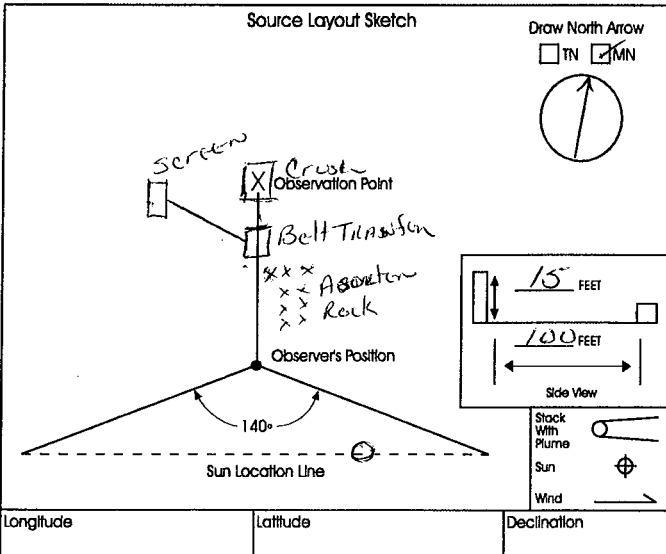 Source Layout Sketch
Draw North Arrow
TN MN
Screen
Crush
X Observation Point
Belt Transfer
x x x
x x
x x Rock
x x
15 FEET
100 FEET
Side View
Observer's Position
140°
Sun Location Line
Stack
With
Plume
Sun
Wind
Longitude Latitude Declination